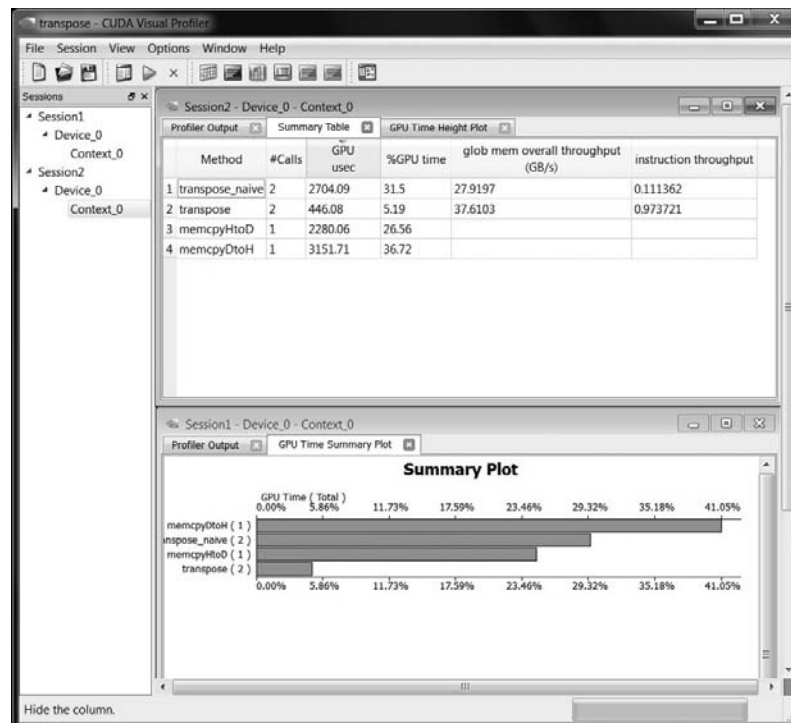 transpose - CUDA Visual Profiler
File Session View Options Window Help
Sessions
Session1
Device_0
Context_0
Session2
Device_0
Context_0
Session2 - Device_0 - Context_0
Profiler Output Summary Table GPU Time Height Plot
Method #Calls GPU usec %GPU time glob mem overall throughput (GB/s) instruction throughput
1 transpose_naive 2 2704.09 31.5 27.9197 0.111362
2 transpose 2 446.08 5.19 37.6103 0.973721
3 memcpyHtoD 1 2280.06 26.56
4 memcpyDtoH 1 3151.71 36.72
Session1 - Device_0 - Context_0
Profiler Output GPU Time Summary Plot
Summary Plot
GPU Time ( Total )
0.00% 5.86% 11.73% 17.59% 23.46% 29.32% 35.18% 41.05%
memcpyDtoH ( 1 )
nspose_naive ( 2 )
memcpyHtoD ( 1 )
transpose ( 2 )
0.00% 5.86% 11.73% 17.59% 23.46% 29.32% 35.18% 41.05%
Hide the column.